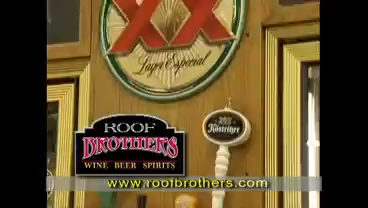 XX
Lager Especial
Köstritzer
ROOF
BROTHERS
WINE BEER SPIRITS
www.roofbrothers.com